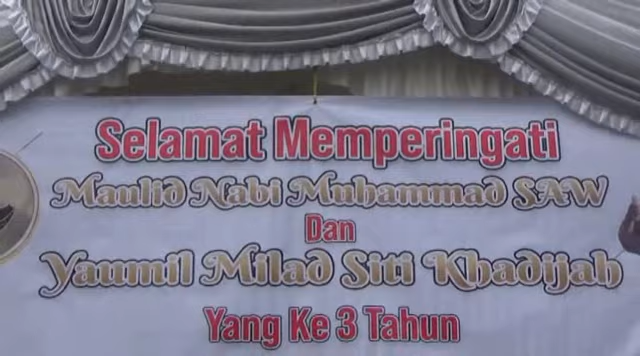 Selamat Memperingati
Maulid Nabi Muhammad SAW
Dan
Yaumil Milad Siti Khadijah
Yang Ke 3 Tahun